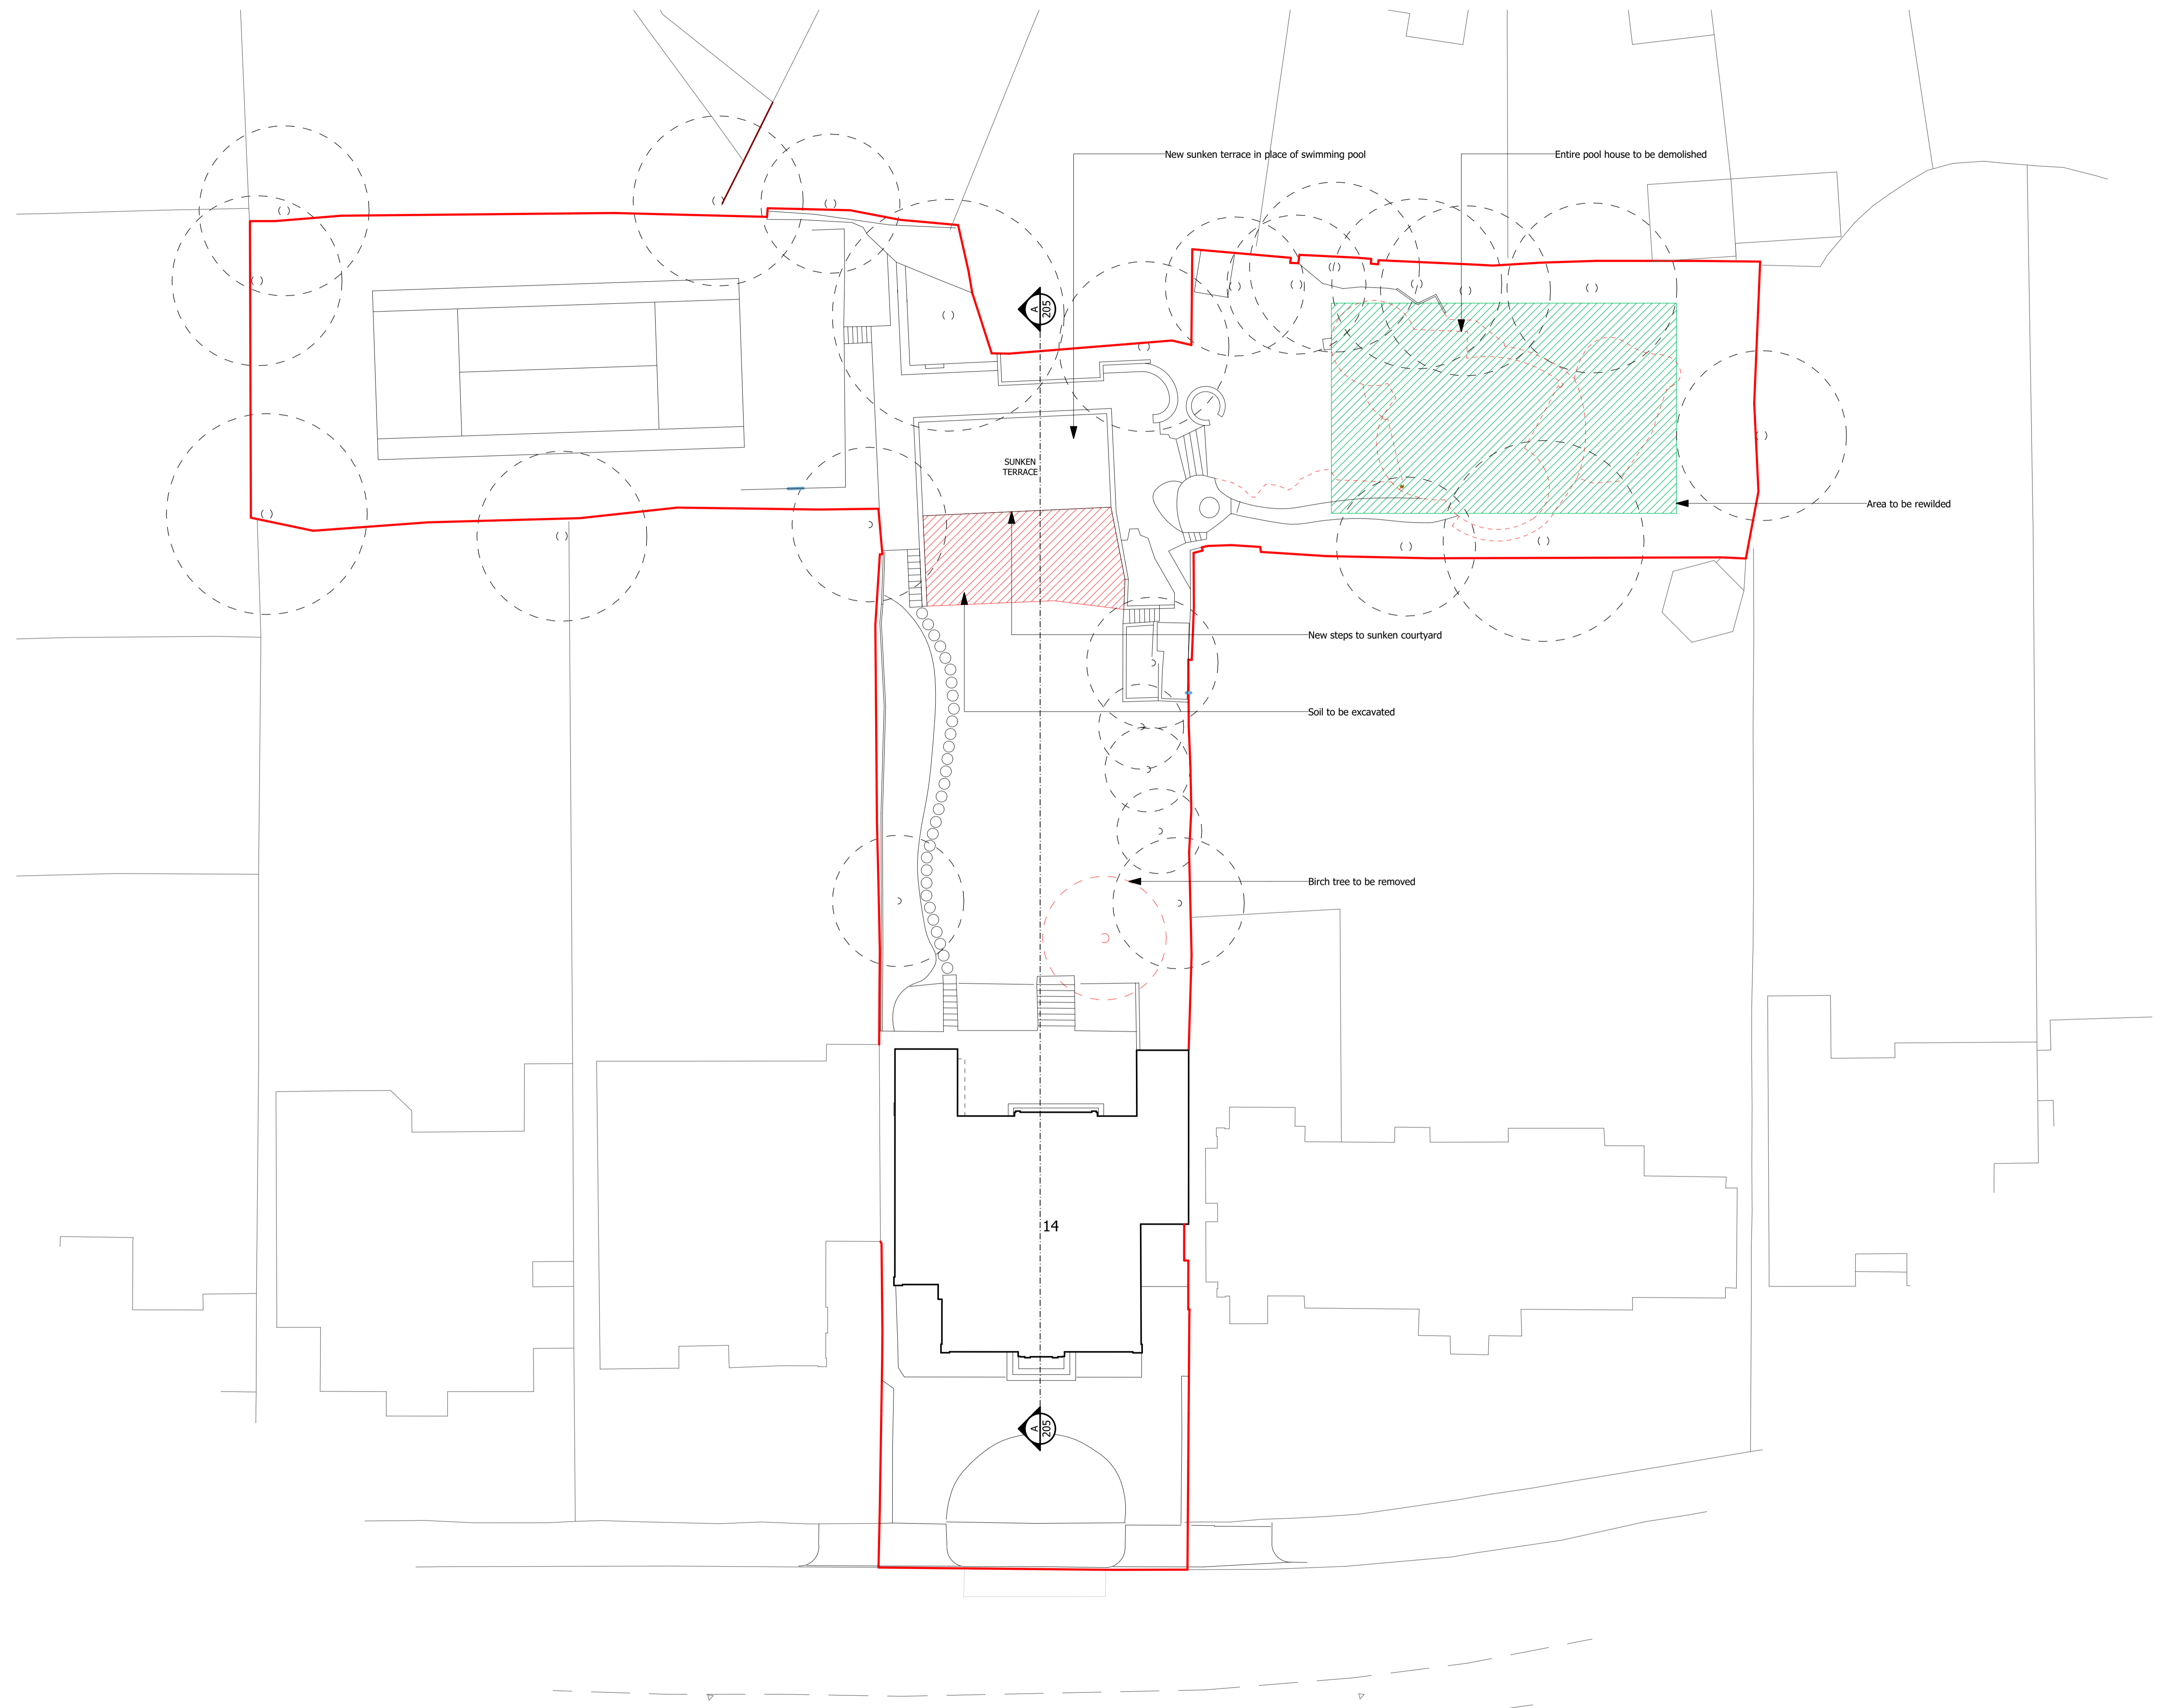 New sunken terrace in place of swimming pool
Entire pool house to be demolished
A
205
SUNKEN
TERRACE
Area to be rewilded
New steps to sunken courtyard
Soil to be excavated
Birch tree to be removed
14
A
205